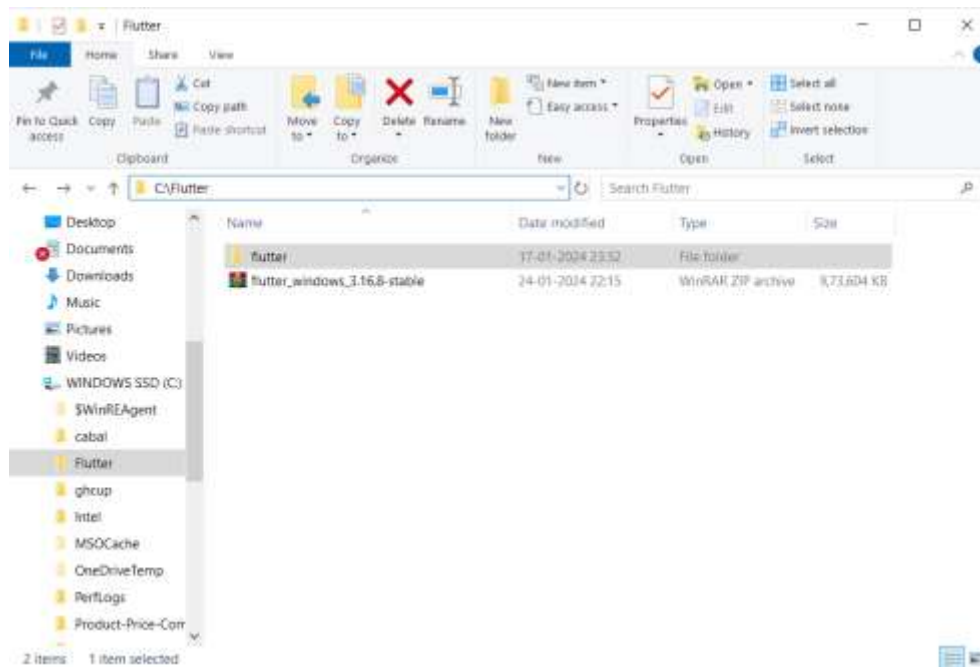 Flutter
File Home Share View
Pin to Quick access
Copy
Paste
Cut
Copy path
Paste shortcut
Move to
Copy to
Delete
Rename
New folder
New item
Easy access
Properties
Open
Edit
History
Select all
Select none
Invert selection
Clipboard Organize New Open Select
C:\Flutter
Search Flutter
Name Date modified Type Size
flutter 17-01-2024 23:52 File folder
flutter_windows_3.16.8-stable 24-01-2024 22:15 WinRAR ZIP archive 9,73,604 KB
Desktop
Documents
Downloads
Music
Pictures
Videos
WINDOWS SSD (C:)
$WinREAgent
cabal
Flutter
ghcup
Intel
MSOCache
OneDriveTemp
PerfLogs
Product-Price-Com
2 items 1 item selected